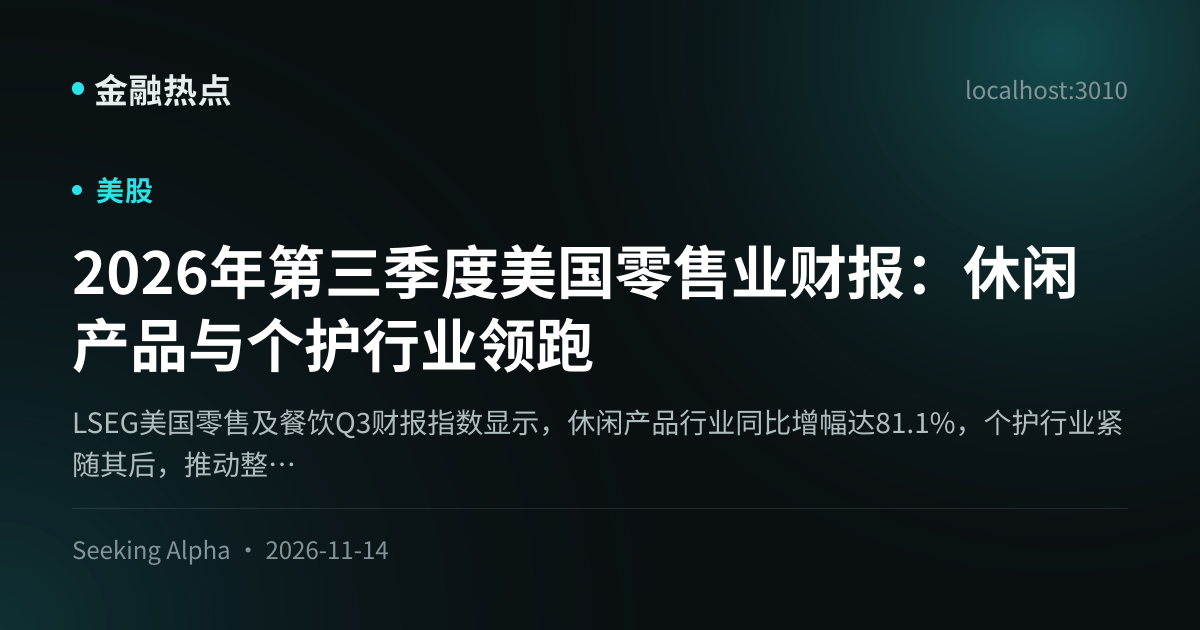 金融热点
localhost:3010
美股
2026年第三季度美国零售业财报：休闲
产品与个护行业领跑
LSEG美国零售及餐饮Q3财报指数显示，休闲产品行业同比增幅达81.1%，个护行业紧
随其后，推动整…
Seeking Alpha · 2026-11-14